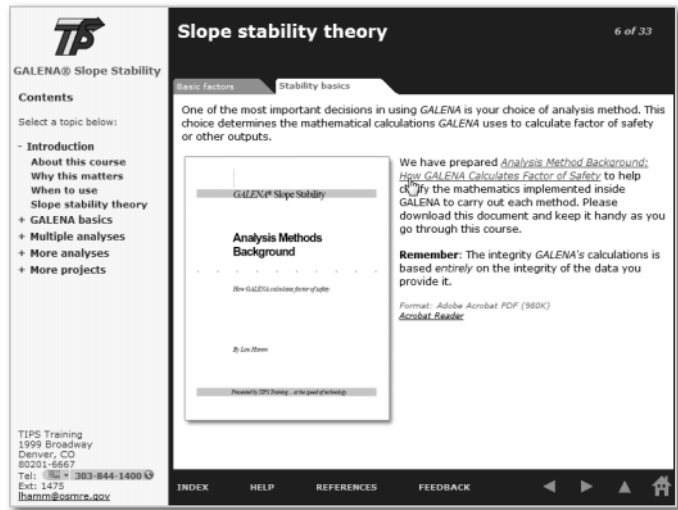 TIPS
GALENA® Slope Stability
Contents
Select a topic below:
- Introduction
About this course
Why this matters
When to use
Slope stability theory
+ GALENA basics
+ Multiple analyses
+ More analyses
+ More projects
TIPS Training
1999 Broadway
Denver, CO
80201-6667
Tel: 303-844-1400
Ext: 1475
lhamm@osmre.gov
Slope stability theory
6 of 33
Basic factors
Stability basics
One of the most important decisions in using GALENA is your choice of analysis method. This
choice determines the mathematical calculations GALENA uses to calculate factor of safety
or other outputs.
GALENA® Slope Stability
Analysis Methods
Background
How GALENA calculates factor of safety
By Len Hamm
Presented by TIPS Training... at the speed of technology
We have prepared Analysis Method Background:
How GALENA Calculates Factor of Safety to help
clarify the mathematics implemented inside
GALENA to carry out each method. Please
download this document and keep it handy as you
go through this course.
Remember: The integrity GALENA's calculations is
based entirely on the integrity of the data you
provide it.
Format: Adobe Acrobat PDF (980K)
Acrobat Reader
INDEX
HELP
REFERENCES
FEEDBACK